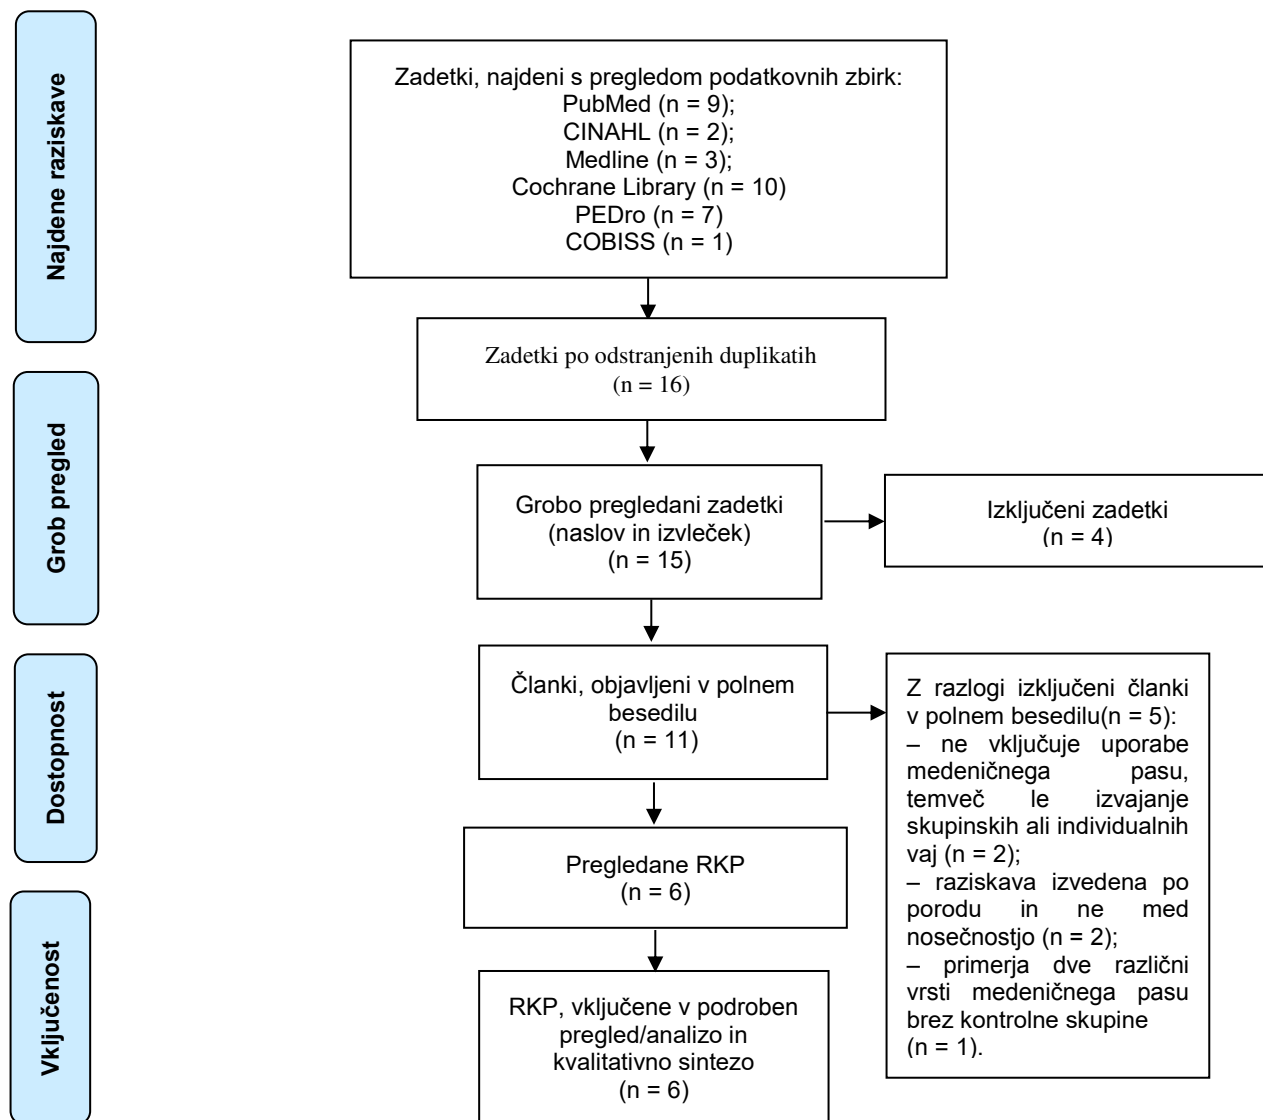 Najdene raziskave
Zadetki, najdeni s pregledom podatkovnih zbirk:
PubMed (n = 9);
CINAHL (n = 2);
Medline (n = 3);
Cochrane Library (n = 10)
PEDro (n = 7)
COBISS (n = 1)
Zadetki po odstranjenih duplikatih
(n = 16)
Grob pregled
Grobo pregledani zadetki
(naslov in izvleček)
(n = 15)
Izključeni zadetki
(n = 4)
Dostopnost
Članki, objavljeni v polnem
besedilu
(n = 11)
Z razlogi izključeni članki
v polnem besedilu(n = 5):
– ne vključuje uporabe
medeničnega pasu,
temveč le izvajanje
skupinskih ali individualnih
vaj (n = 2);
– raziskava izvedena po
porodu in ne med
nosečnostjo (n = 2);
– primerja dve različni
vrsti medeničnega pasu
brez kontrolne skupine
(n = 1).
Pregledane RKP
(n = 6)
Vključenost
RKP, vključene v podroben
pregled/analizo in
kvalitativno sintezo
(n = 6)